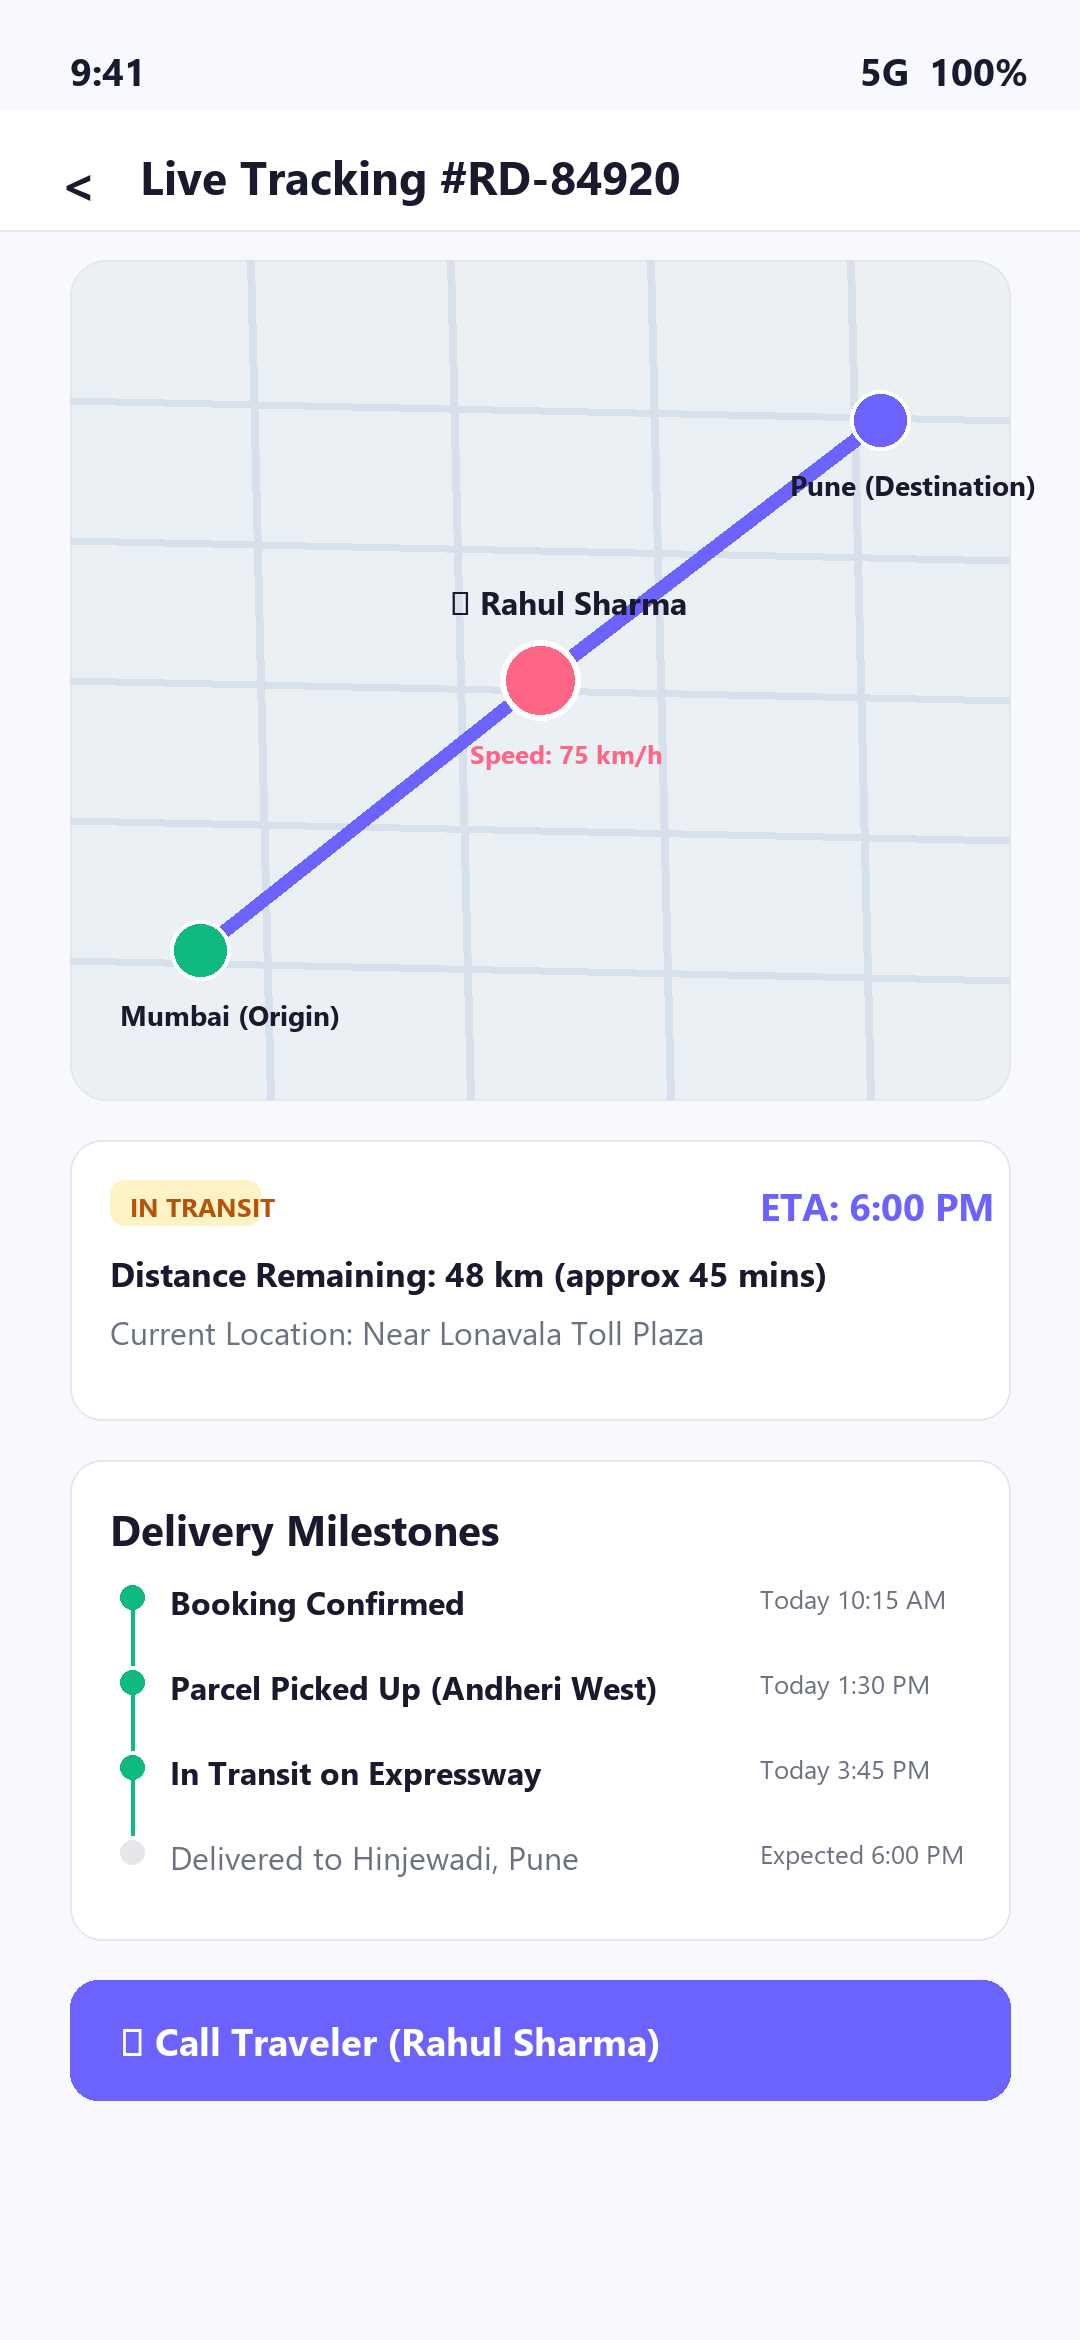 9:41
5G 100%
< Live Tracking #RD-84920
Pune (Destination)
Rahul Sharma
Speed: 75 km/h
Mumbai (Origin)
IN TRANSIT
ETA: 6:00 PM
Distance Remaining: 48 km (approx 45 mins)
Current Location: Near Lonavala Toll Plaza
Delivery Milestones
Booking Confirmed
Today 10:15 AM
Parcel Picked Up (Andheri West)
Today 1:30 PM
In Transit on Expressway
Today 3:45 PM
Delivered to Hinjewadi, Pune
Expected 6:00 PM
Call Traveler (Rahul Sharma)